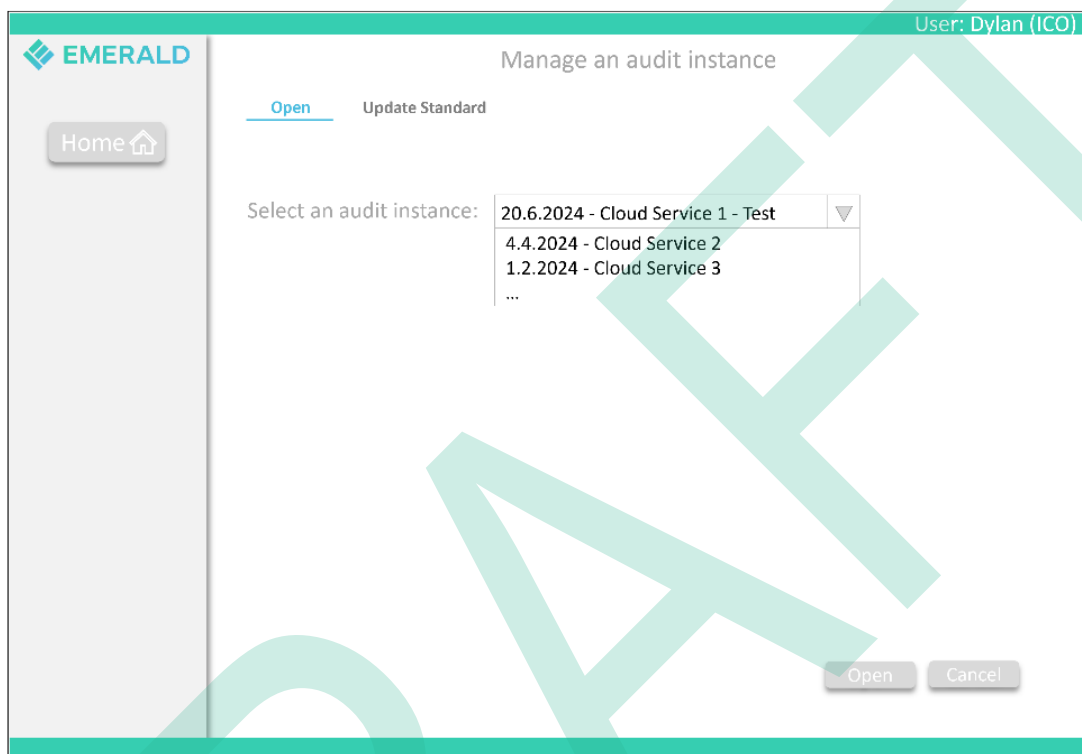 User: Dylan (ICO)
EMERALD
Manage an audit instance
Open Update Standard
Home
Select an audit instance: 20.6.2024 - Cloud Service 1 - Test
4.4.2024 - Cloud Service 2
1.2.2024 - Cloud Service 3
...
Open Cancel
DRAFT